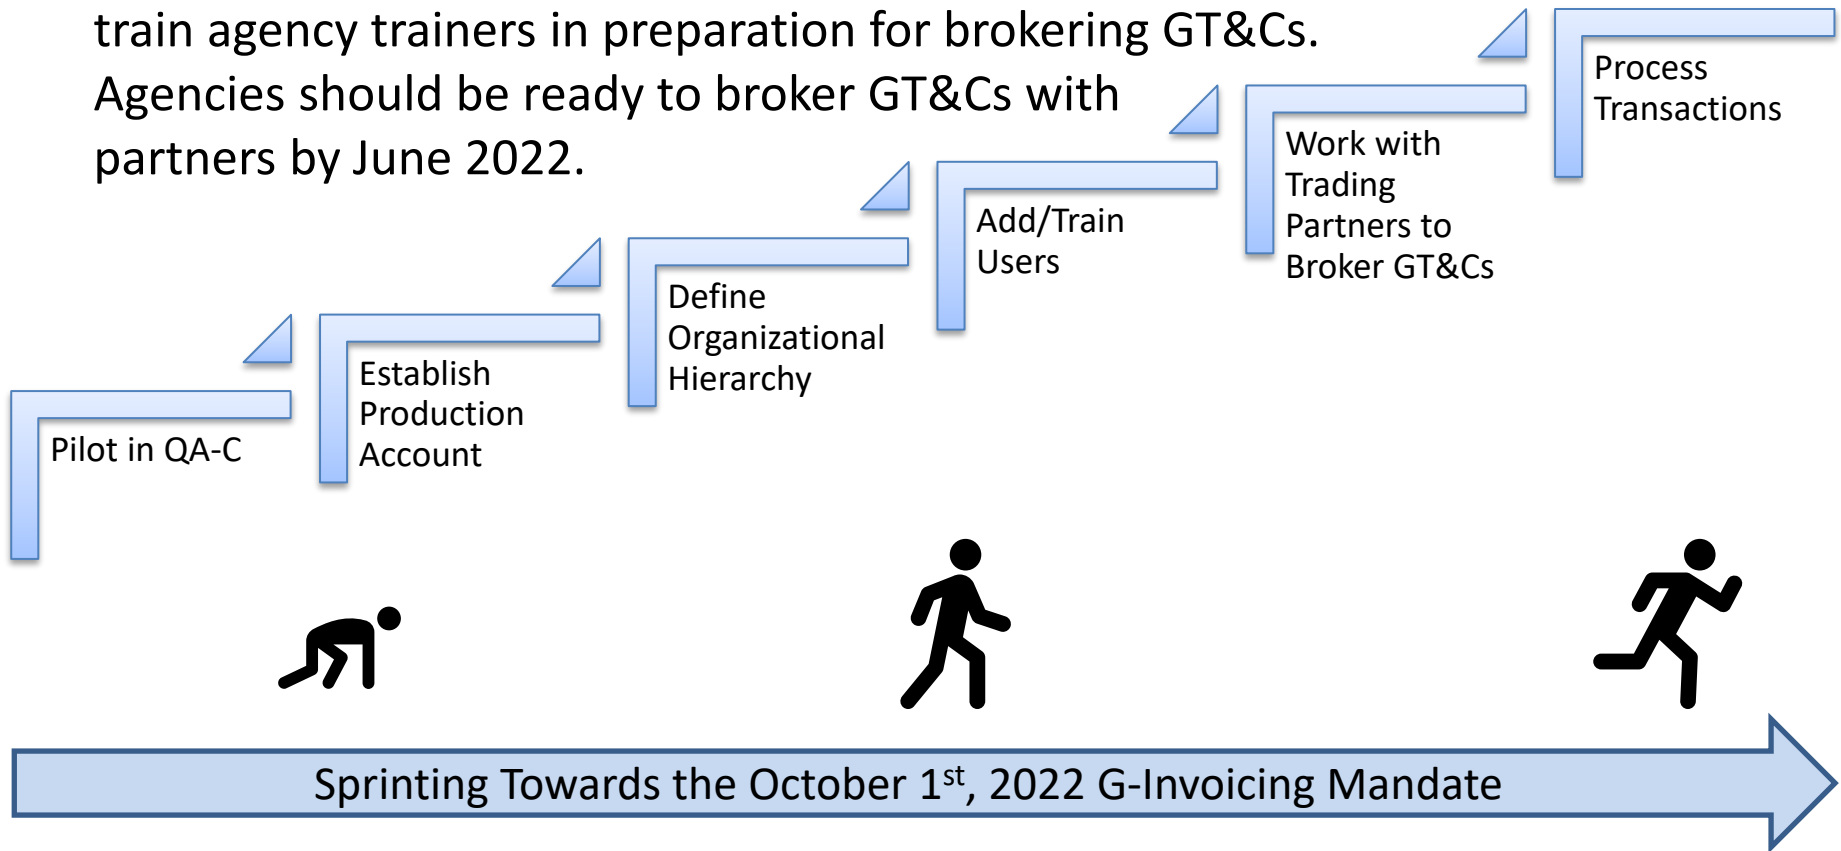 train agency trainers in preparation for brokering GT&Cs.
Agencies should be ready to broker GT&Cs with
partners by June 2022.
Pilot in QA-C
Establish
Production
Account
Define
Organizational
Hierarchy
Add/Train
Users
Work with
Trading
Partners to
Broker GT&Cs
Process
Transactions
Sprinting Towards the October 1st, 2022 G-Invoicing Mandate